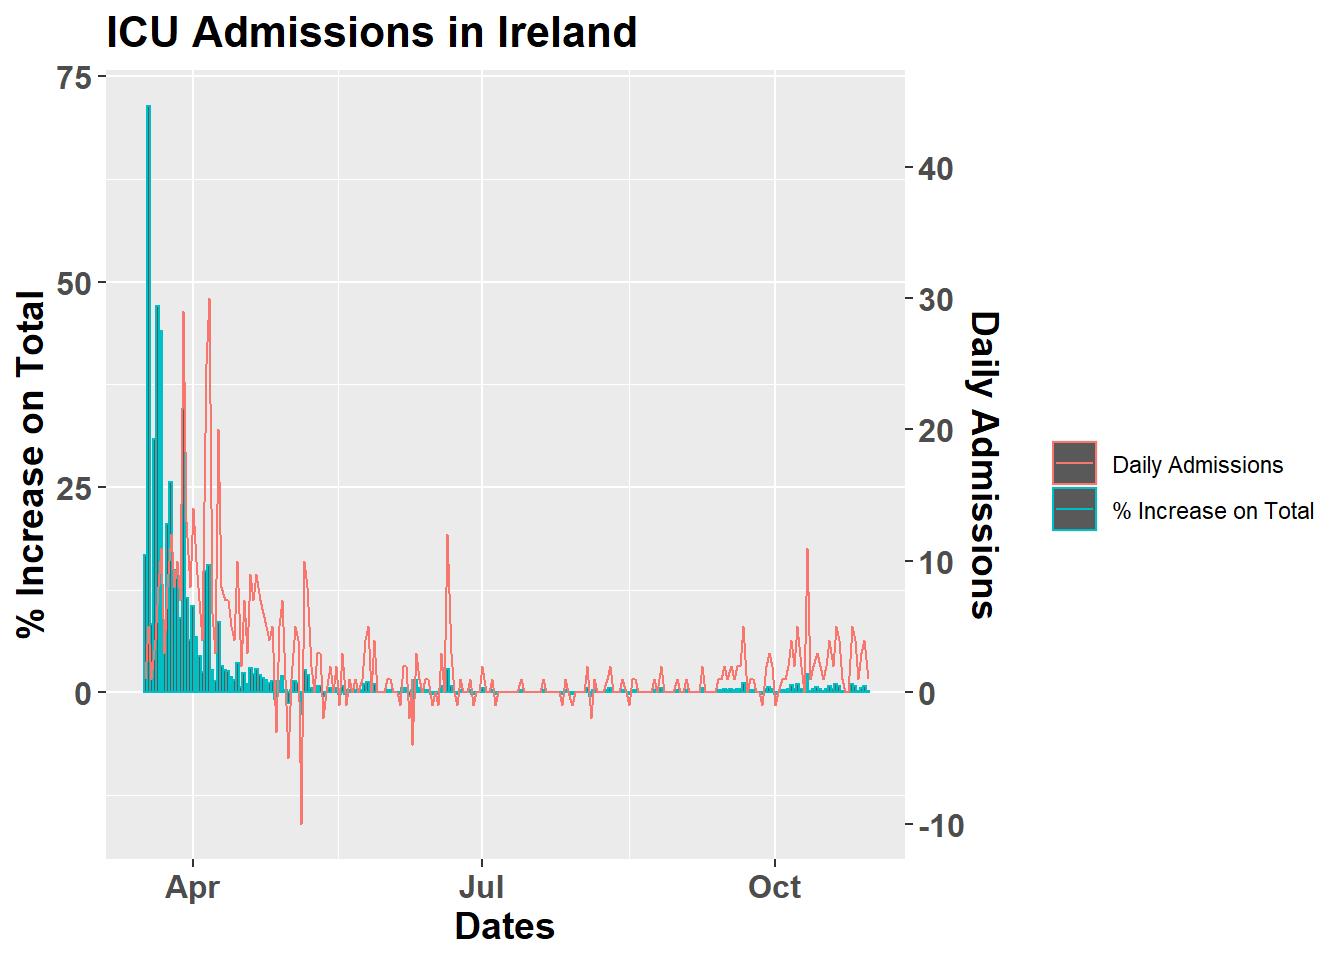 ICU Admissions in Ireland
% Increase on Total
75
50
25
0
40
30
20
10
0
-10
Daily Admissions
Apr
Jul
Oct
Dates
Daily Admissions
% Increase on Total